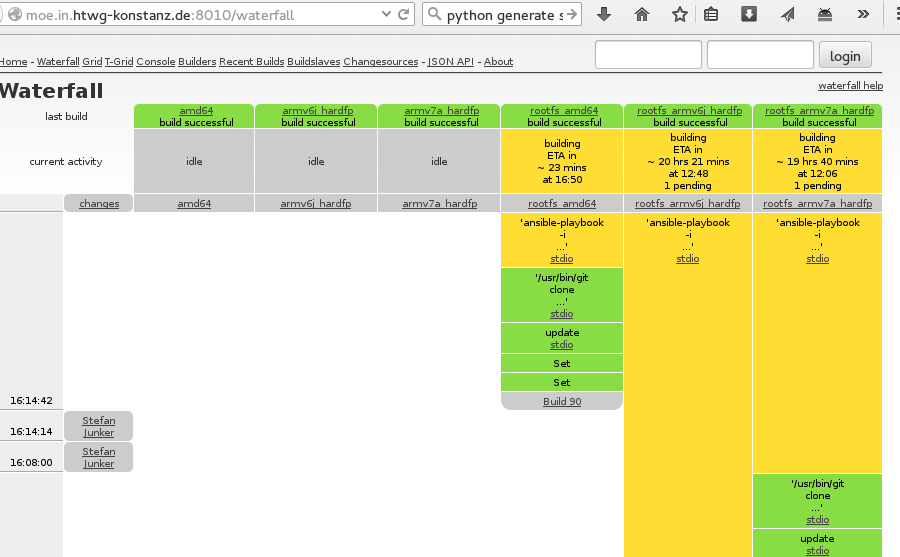 moe.in.htwg-konstanz.de:8010/waterfall
python generate s
Home - Waterfall Grid T-Grid Console Builders Recent Builds Buildslaves Changesources - JSON API - About
login
Waterfall
waterfall help
last build
amd64
build successful
armv6j_hardfp
build successful
armv7a_hardfp
build successful
rootfs_amd64
build successful
rootfs_armv6j_hardfp
build successful
rootfs_armv7a_hardfp
build successful
current activity
idle
idle
idle
building
ETA in
~ 23 mins
at 16:50
building
ETA in
~ 20 hrs 21 mins
at 12:48
1 pending
building
ETA in
~ 19 hrs 40 mins
at 12:06
1 pending
changes
amd64
armv6j_hardfp
armv7a_hardfp
rootfs_amd64
rootfs_armv6j_hardfp
rootfs_armv7a_hardfp
'ansible-playbook
-i
...'
stdio
'ansible-playbook
-i
...'
stdio
'ansible-playbook
-i
...'
stdio
'/usr/bin/git
clone
...'
stdio
update
stdio
Set
Set
16:14:42
Build 90
16:14:14
Stefan
Junker
16:08:00
Stefan
Junker
'/usr/bin/git
clone
...'
stdio
update
stdio